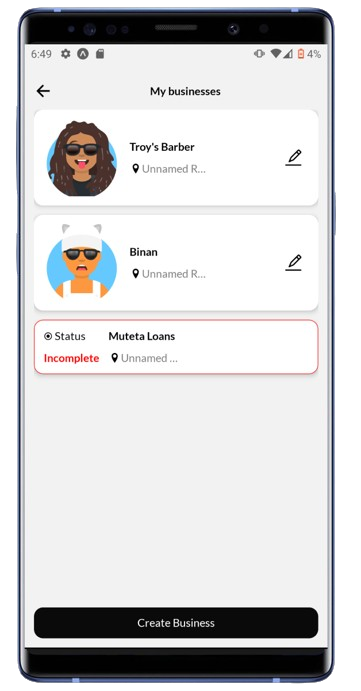 6:49
4%
My businesses
Troy's Barber
Unnamed R...
Binan
Unnamed R...
Status
Muteta Loans
Incomplete
Unnamed ...
Create Business